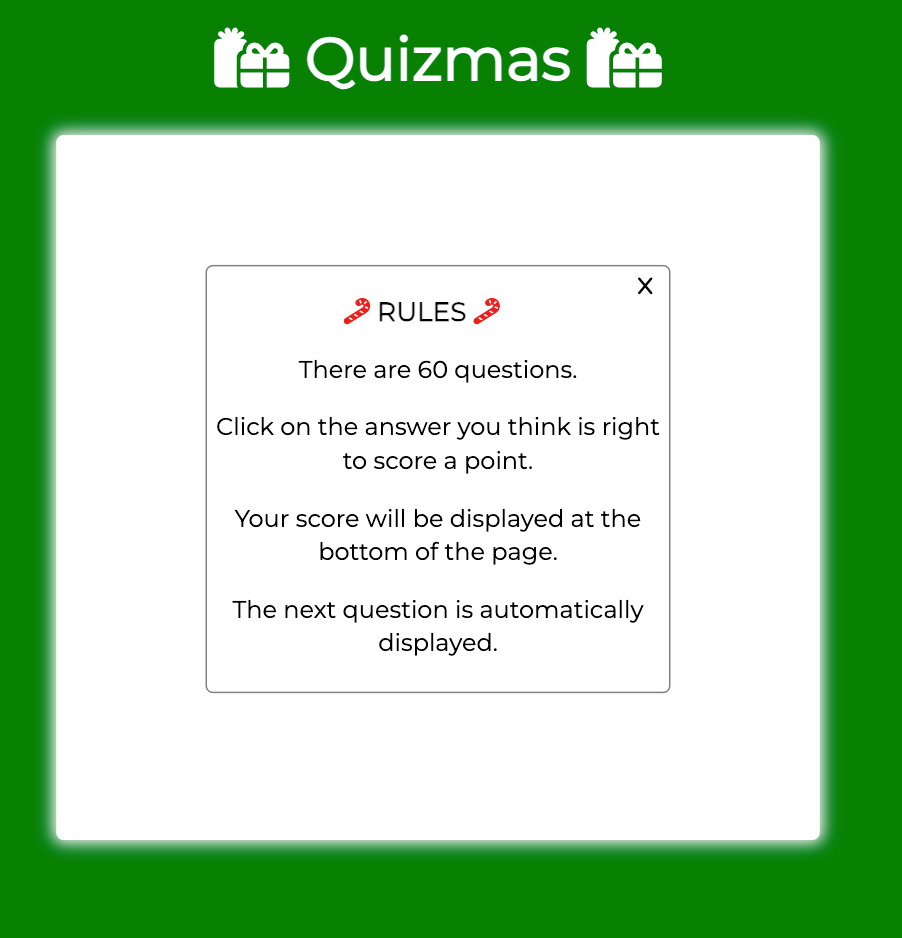 Quizmas
X
RULES
There are 60 questions.
Click on the answer you think is right
to score a point.
Your score will be displayed at the
bottom of the page.
The next question is automatically
displayed.